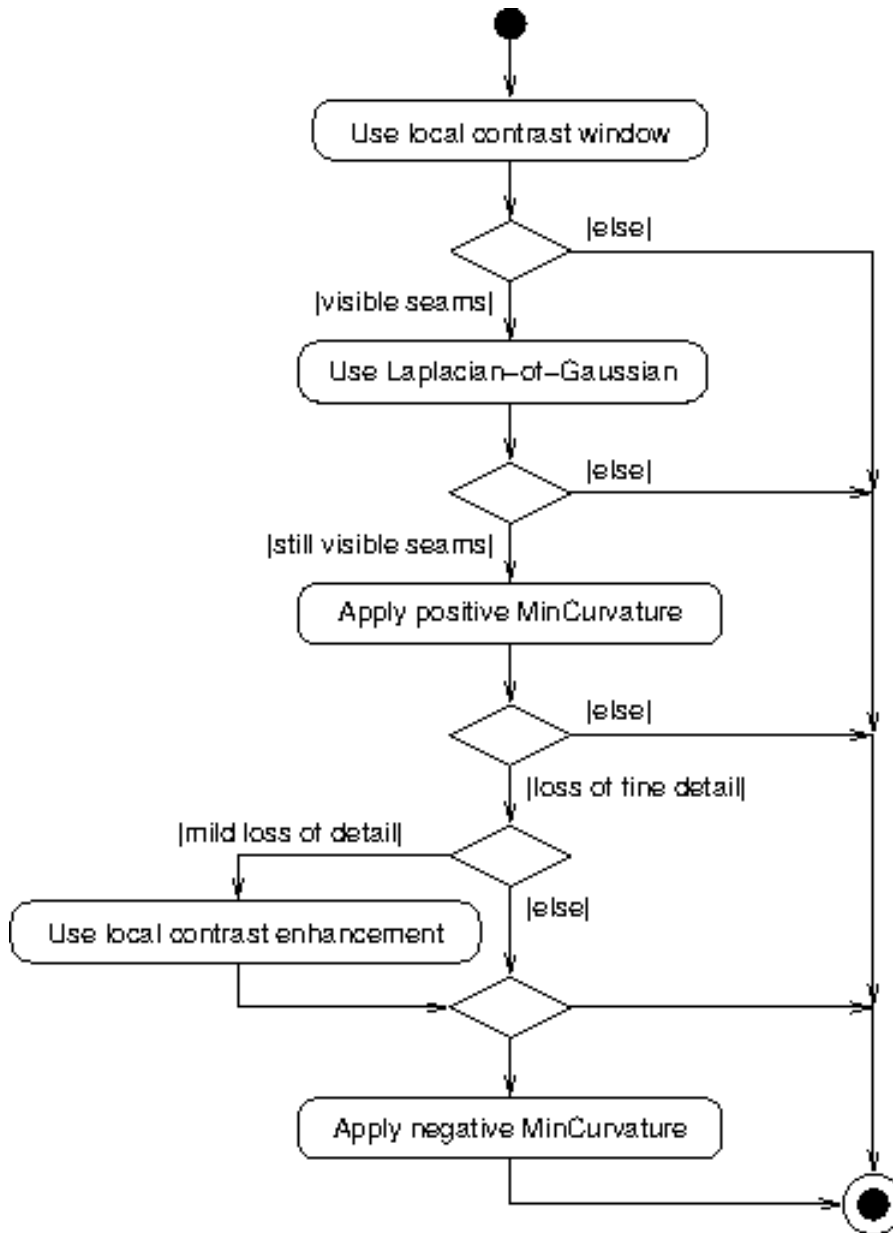 Use local contrast window
|else|
|visible seams|
Use Laplacian-of-Gaussian
|else|
|still visible seams|
Apply positive MinCurvature
|else|
|loss of fine detail|
|mild loss of detail|
|else|
Use local contrast enhancement
Apply negative MinCurvature